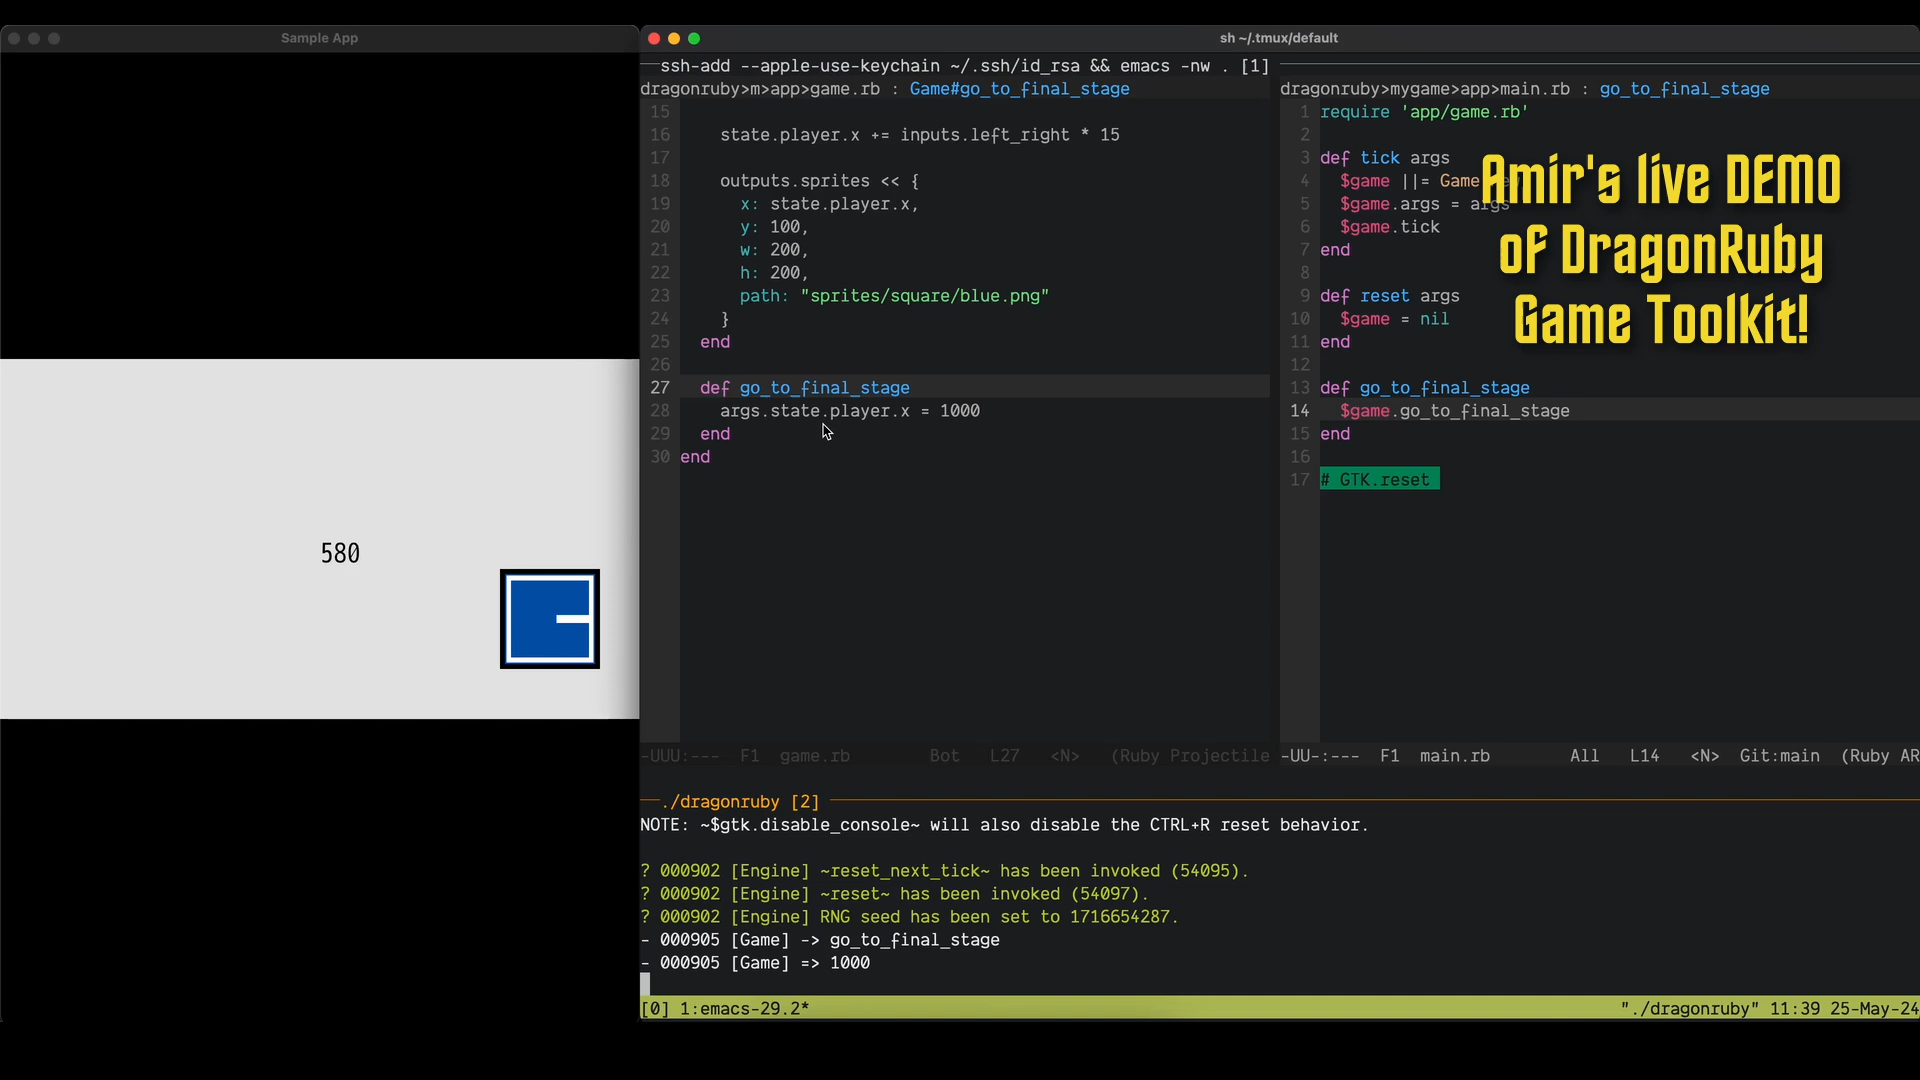 Sample App
580
sh ~/.tmux/default
ssh-add --apple-use-keychain ~/.ssh/id_rsa && emacs -nw . [1]
dragonruby>m>app>game.rb : Game#go_to_final_stage
15
16 state.player.x += inputs.left_right * 15
17
18 outputs.sprites << {
19 x: state.player.x,
20 y: 100,
21 w: 200,
22 h: 200,
23 path: "sprites/square/blue.png"
24 }
25 end
26
27 def go_to_final_stage
28 args.state.player.x = 1000
29 end
30 end
-UUU:--- F1 game.rb Bot L27 <N> (Ruby Projectile
dragonruby>mygame>app>main.rb : go_to_final_stage
1 require 'app/game.rb'
2
3 def tick args
4 $game ||= Game
5 $game.args = args
6 $game.tick
7 end
8
9 def reset args
10 $game = nil
11 end
12
13 def go_to_final_stage
14 $game.go_to_final_stage
15 end
16
17 # GTK.reset
-UU-:--- F1 main.rb All L14 <N> Git:main (Ruby AR
Amir's live DEMO
of DragonRuby
Game Toolkit!
./dragonruby [2]
NOTE: ~$gtk.disable_console~ will also disable the CTRL+R reset behavior.
? 000902 [Engine] ~reset_next_tick~ has been invoked (54095).
? 000902 [Engine] ~reset~ has been invoked (54097).
? 000902 [Engine] RNG seed has been set to 1716654287.
- 000905 [Game] -> go_to_final_stage
- 000905 [Game] => 1000
[0] 1:emacs-29.2* "./dragonruby" 11:39 25-May-24